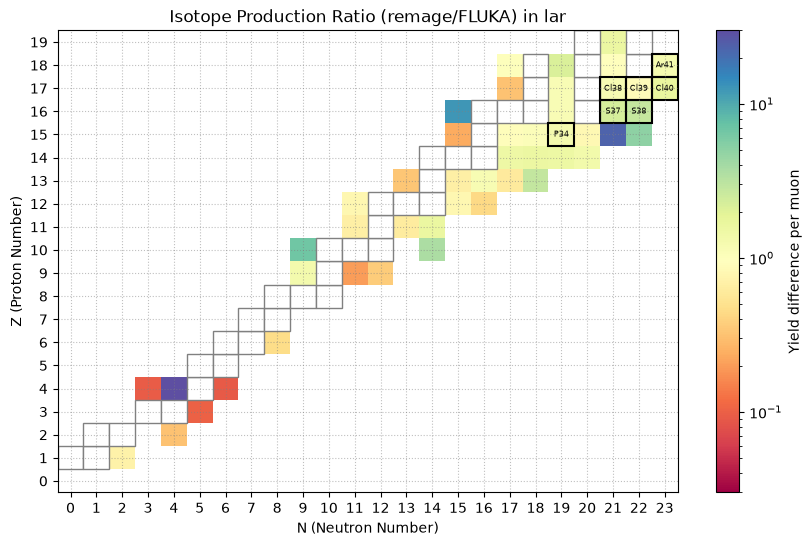 Isotope Production Ratio (remage/FLUKA) in lar
19
18
17
16
15
14
13
12
11
10
9
8
7
6
5
4
3
2
1
0
Z (Proton Number)
Ar41
Cl38 Cl39 Cl40
S37 S38
P34
0 1 2 3 4 5 6 7 8 9 10 11 12 13 14 15 16 17 18 19 20 21 22 23
N (Neutron Number)
10¹
10⁰
10⁻¹
Yield difference per muon